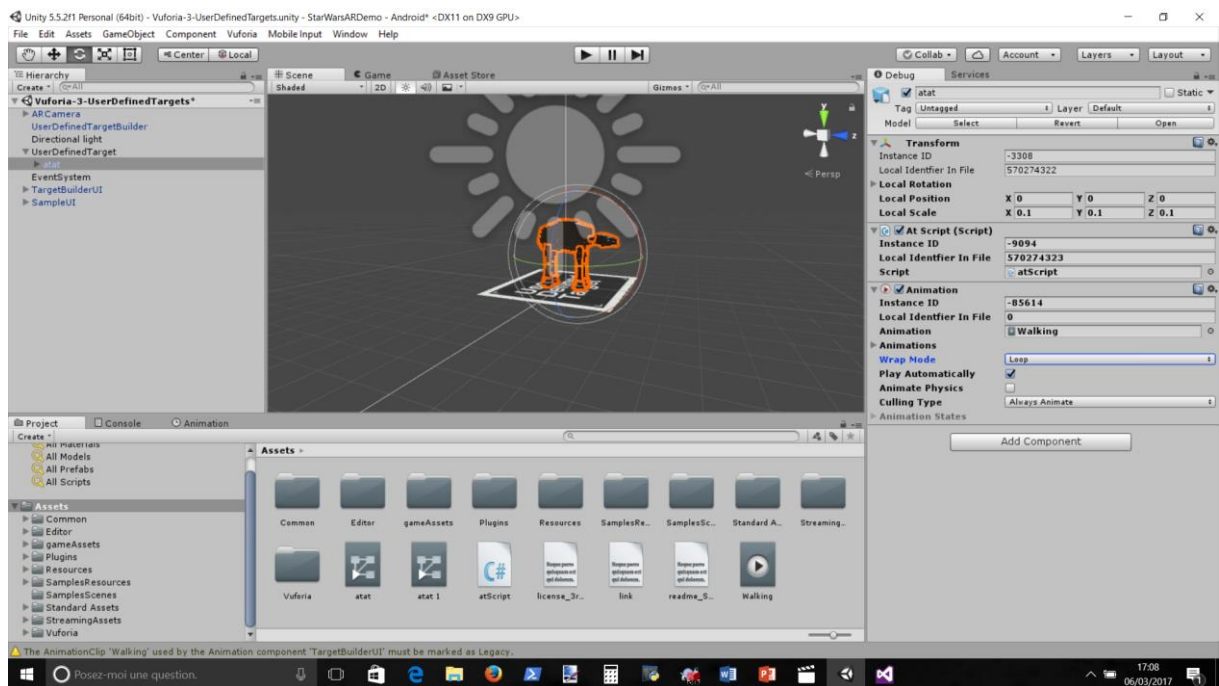 Unity 5.5.2f1 Personal (64bit) - Vuforia-3-UserDefinedTargets.unity - StarWarsARDemo - Android* <DX11 on DX9 GPU>
File Edit Assets GameObject Component Vuforia Mobile Input Window Help
Center Local Collab Account Layers Layout
Hierarchy
Create All
Vuforia-3-UserDefinedTargets*
ARCamera
UserDefinedTargetBuilder
Directional light
UserDefinedTarget
atat
EventSystem
TargetBuilderUI
SampleUI
Scene Game Asset Store
Shaded 2D Gizmos All
y
z
Persp
Debug Services
atat Static
Tag Untagged Layer Default
Model Select Revert Open
Transform
Instance ID -3308
Local Identfier In File 570274322
Local Rotation
Local Position X 0 Y 0 Z 0
Local Scale X 0.1 Y 0.1 Z 0.1
At Script (Script)
Instance ID -9094
Local Identfier In File 570274323
Script atScript
Animation
Instance ID -85614
Local Identfier In File 0
Animation Walking
Animations
Wrap Mode Loop
Play Automatically
Animate Physics
Culling Type Always Animate
Animation States
Add Component
Project Console Animation
Create
All Materials
All Models
All Prefabs
All Scripts
Assets
Common
Editor
gameAssets
Plugins
Resources
SamplesResources
SamplesScenes
Standard Assets
StreamingAssets
Vuforia
Assets
Common Editor gameAssets Plugins Resources SamplesRe... SamplesSc... Standard A... Streaming...
C#
Vuforia atat atat 1 atScript license_3r... link readme_S... Walking
The AnimationClip 'Walking' used by the Animation component 'TargetBuilderUI' must be marked as Legacy.
Posez-moi une question.
17:08
06/03/2017